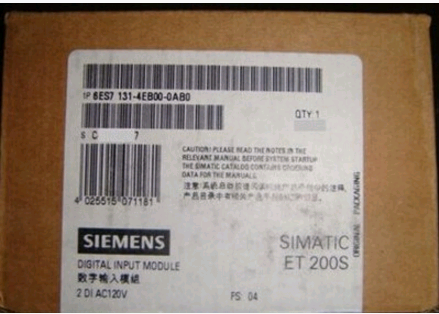 1P 6ES7 131-4EB00-0AB0
QTY: 1
S C 7
CAUTION! PLEASE READ THE NOTES IN THE
RELEVANT MANUAL BEFORE SYSTEM STARTUP
THE SIMATIC CATALOG CONTAINS ORDERING
DATA FOR THE MANUALS.
4 025515 071181
ORIGINAL PACKAGING
SIEMENS
SIMATIC
ET 200S
DIGITAL INPUT MODULE
数字输入模组
2 DI AC120V
FS: 04